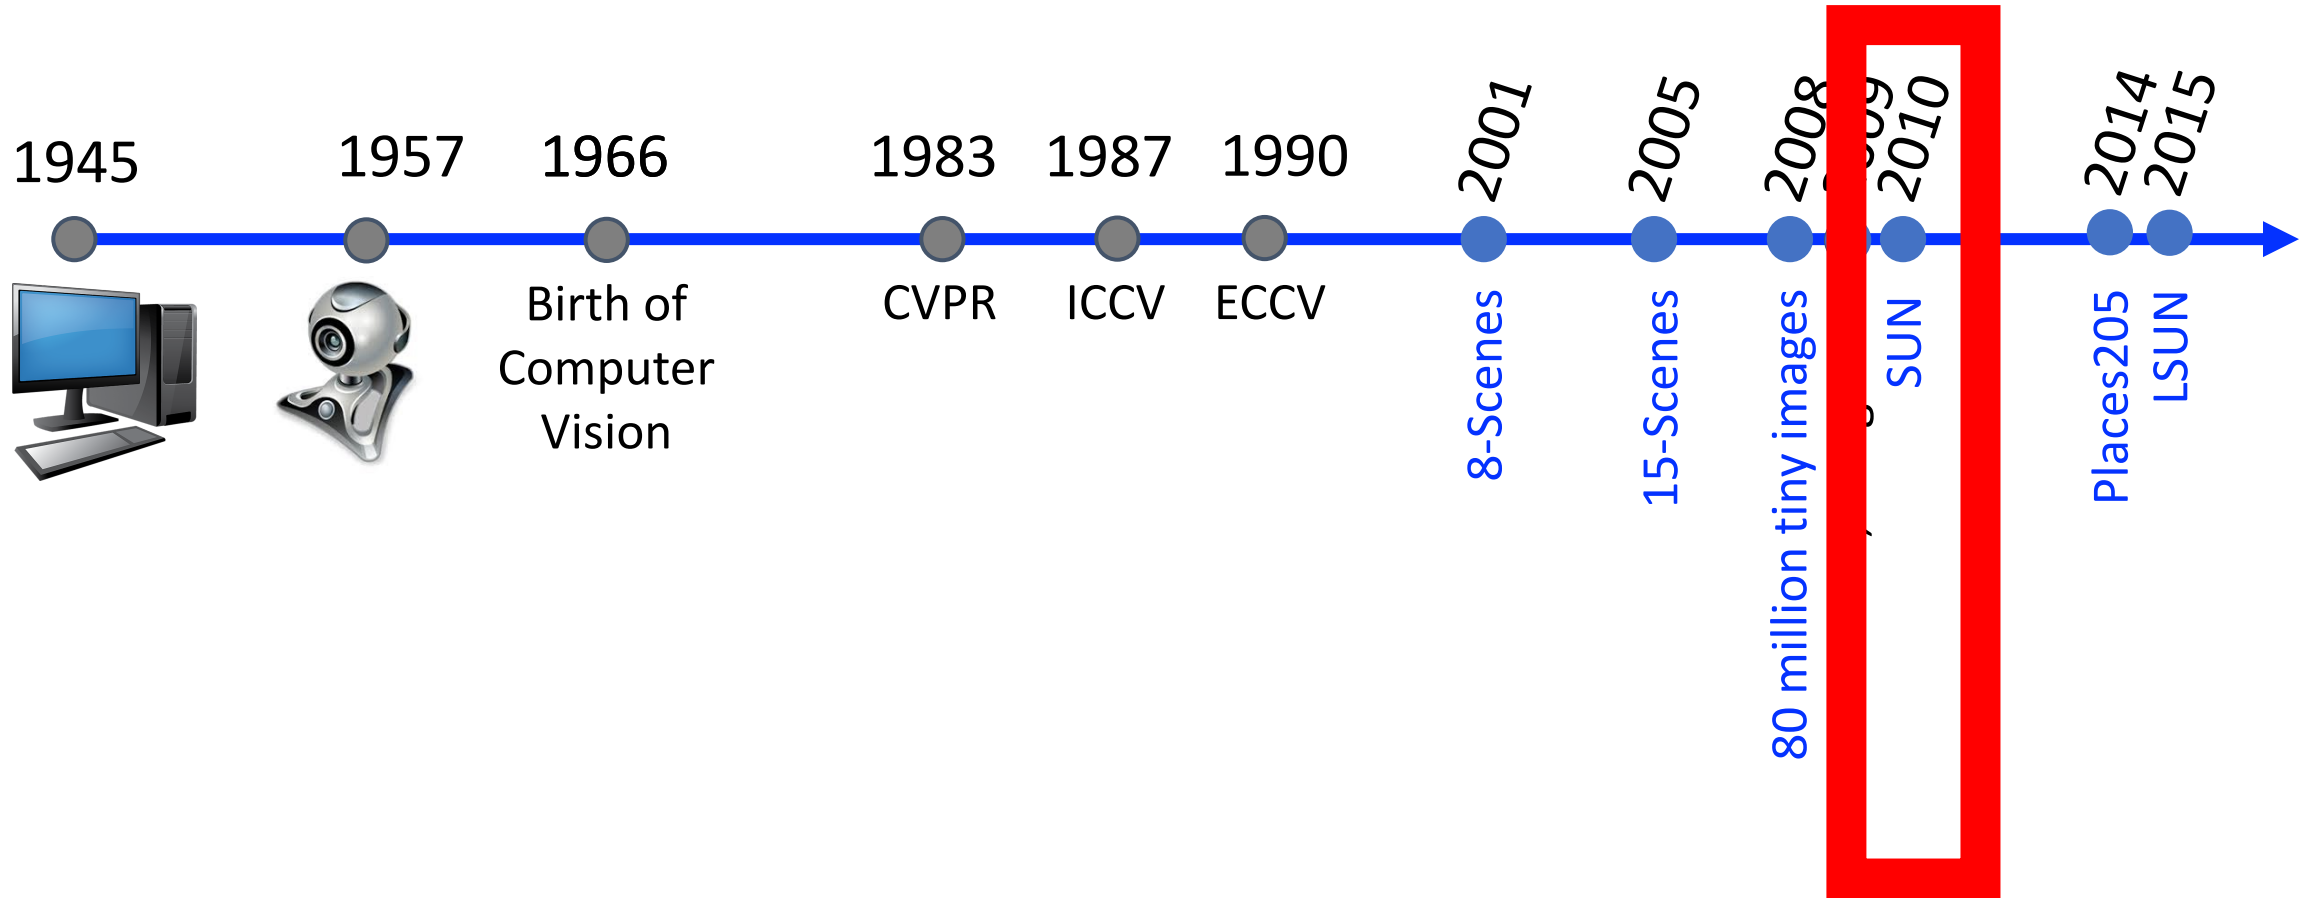 1945
1957
1966
1983
1987
1990
2001
2005
2008
2010
2014
2015
Birth of
Computer
Vision
CVPR
ICCV
ECCV
8-Scenes
15-Scenes
80 million tiny images
SUN
Places205
LSUN